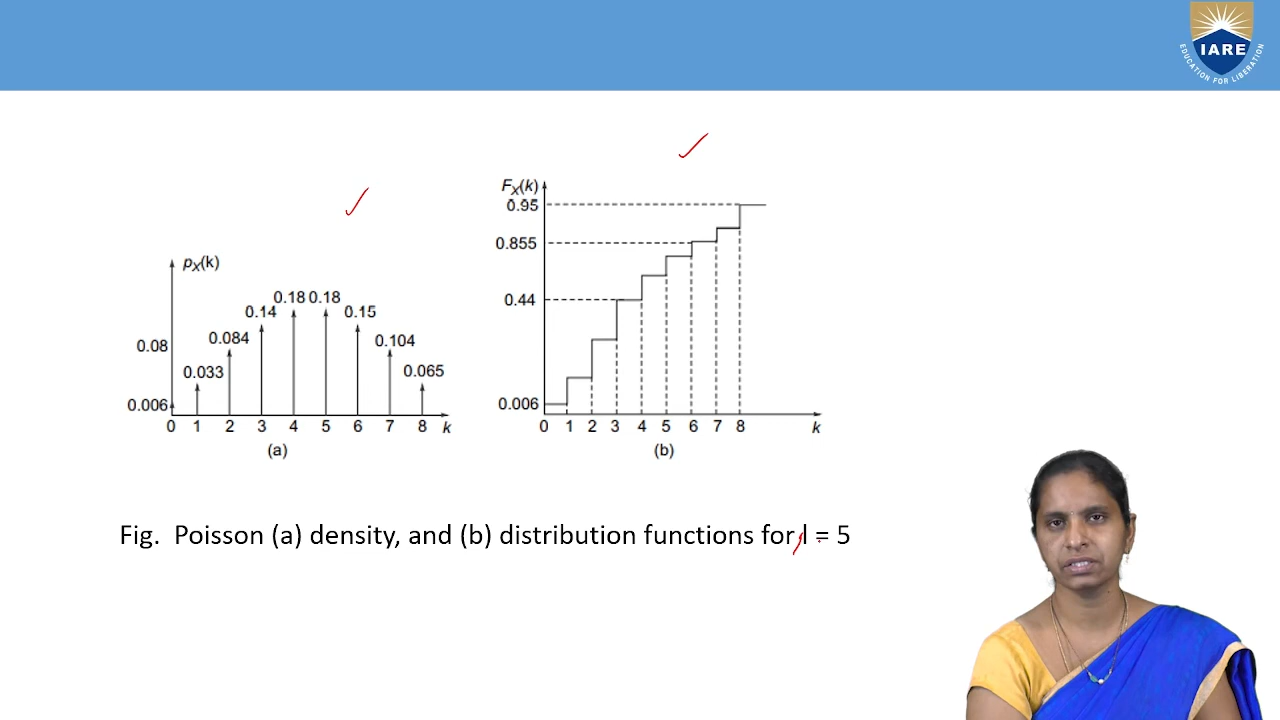 IARE
EDUCATION FOR LIBERATION
pX(k)
0.18 0.18
0.14 0.15
0.08 0.084 0.104
0.033 0.065
0.006
0 1 2 3 4 5 6 7 8 k
(a)
FX(k)
0.95
0.855
0.44
0.006
0 1 2 3 4 5 6 7 8 k
(b)
Fig. Poisson (a) density, and (b) distribution functions for l = 5